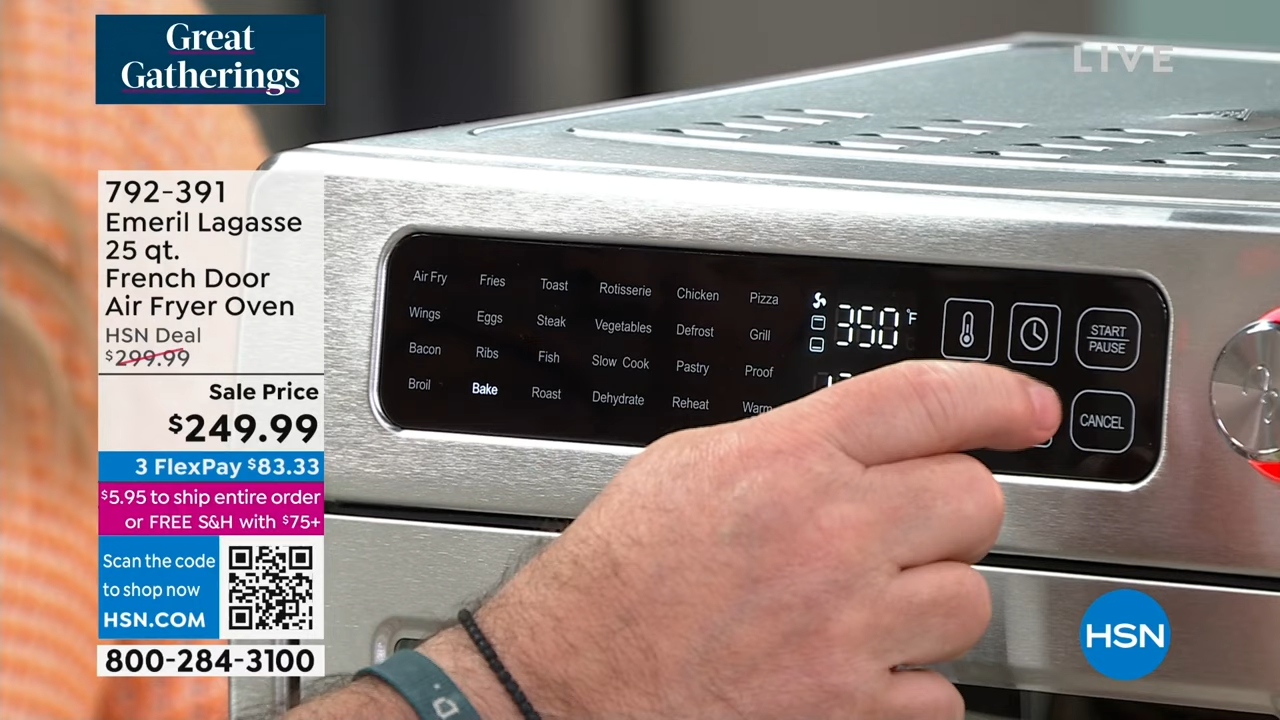 Great
Gatherings
LIVE
792-391
Emeril Lagasse
25 qt.
French Door
Air Fryer Oven
HSN Deal
$299.99
Sale Price
$249.99
3 FlexPay $83.33
$5.95 to ship entire order
or FREE S&H with $75+
Scan the code
to shop now
HSN.COM
800-284-3100
Air Fry Fries Toast Rotisserie Chicken Pizza
Wings Eggs Steak Vegetables Defrost Grill
Bacon Ribs Fish Slow Cook Pastry Proof
Broil Bake Roast Dehydrate Reheat Warm
350°F
START
PAUSE
CANCEL
HSN